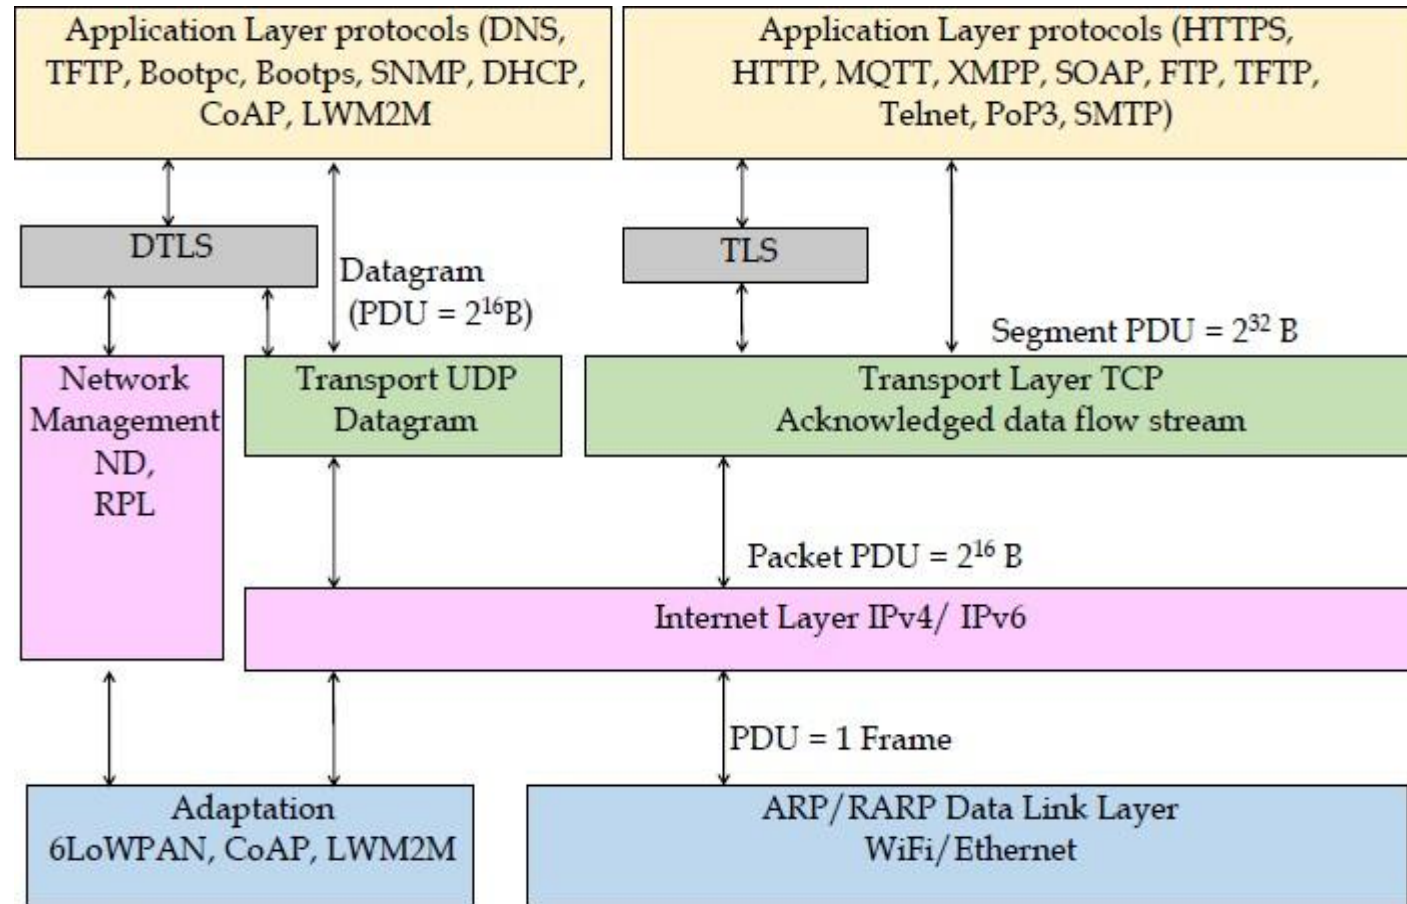 Application Layer protocols (DNS,
TFTP, Bootpc, Bootps, SNMP, DHCP,
CoAP, LWM2M
Application Layer protocols (HTTPS,
HTTP, MQTT, XMPP, SOAP, FTP, TFTP,
Telnet, PoP3, SMTP)
DTLS
TLS
Datagram
(PDU = 2¹⁶B)
Segment PDU = 2³² B
Network
Management
ND,
RPL
Transport UDP
Datagram
Transport Layer TCP
Acknowledged data flow stream
Packet PDU = 2¹⁶ B
Internet Layer IPv4/ IPv6
PDU = 1 Frame
Adaptation
6LoWPAN, CoAP, LWM2M
ARP/RARP Data Link Layer
WiFi/Ethernet